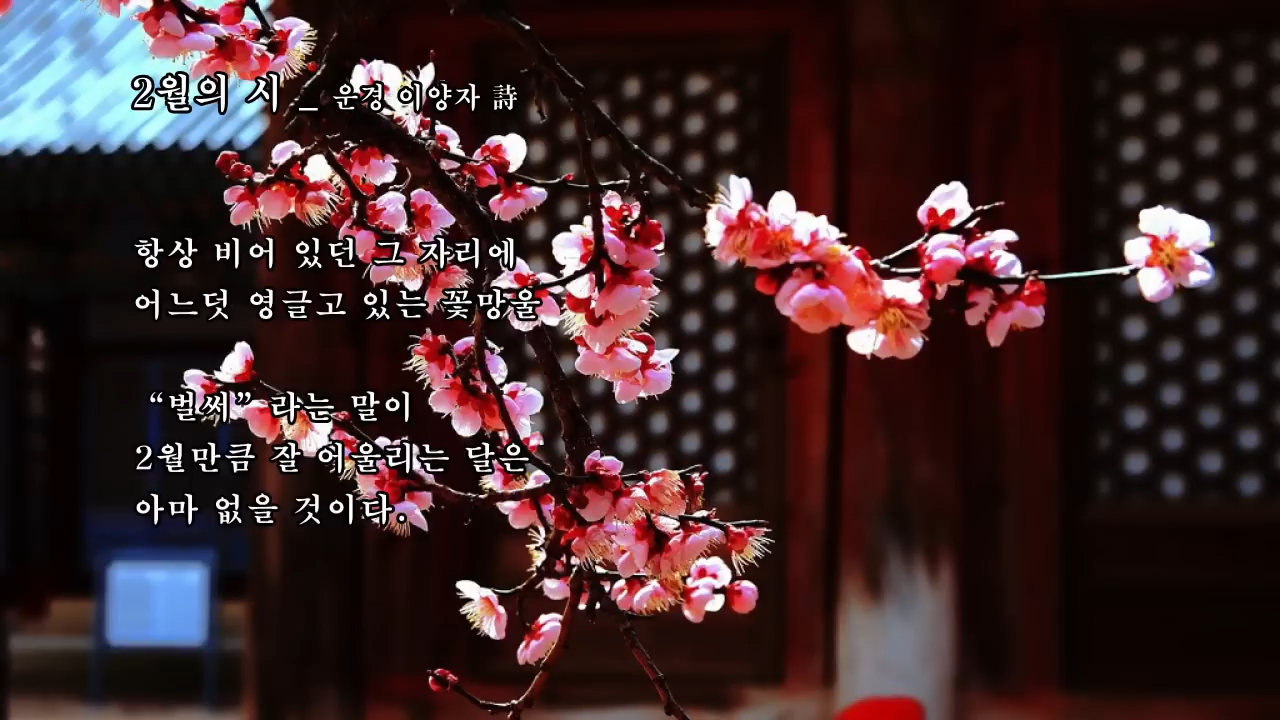 2월의 시 _ 운경 이양자 詩
항상 비어 있던 그 자리에
어느덧 영글고 있는 꽃망울
“벌써” 라는 말이
2월만큼 잘 어울리는 달은
아마 없을 것이다.